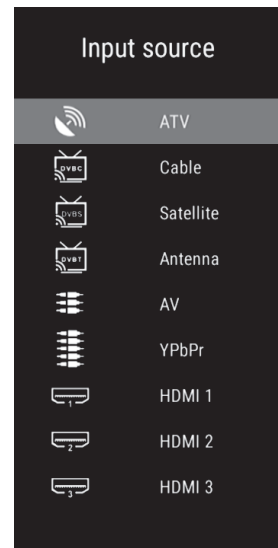 Input source
ATV
DVBC Cable
DVBS Satellite
DVBT Antenna
AV
YPbPr
1 HDMI 1
2 HDMI 2
3 HDMI 3